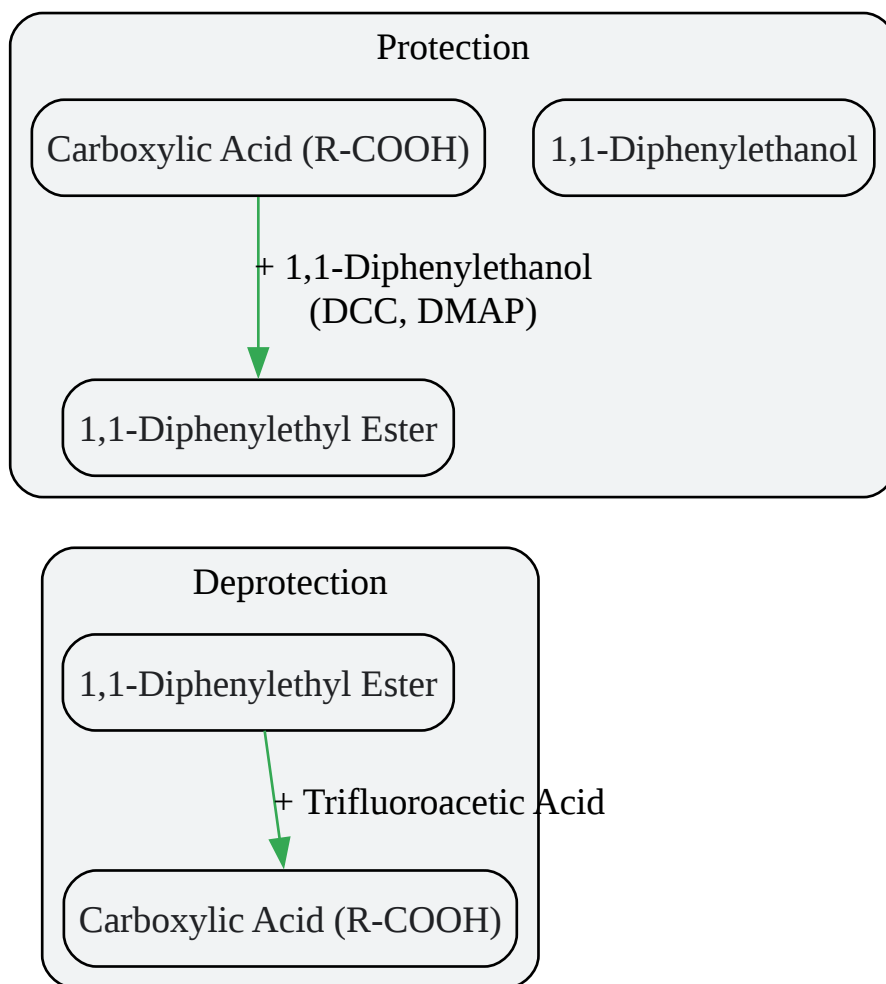 Protection
Carboxylic Acid (R-COOH)
1,1-Diphenylethanol
+ 1,1-Diphenylethanol
(DCC, DMAP)
1,1-Diphenylethyl Ester
Deprotection
1,1-Diphenylethyl Ester
+ Trifluoroacetic Acid
Carboxylic Acid (R-COOH)